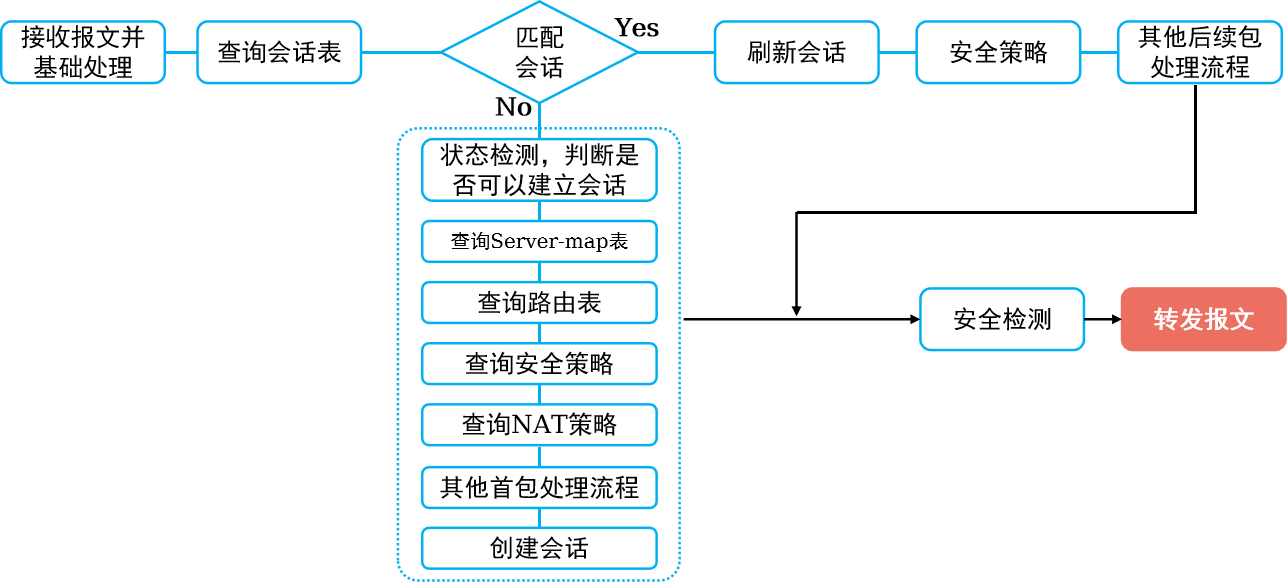 接收报文并
基础处理
查询会话表
匹配
会话
Yes
刷新会话
安全策略
其他后续包
处理流程
No
状态检测，判断是
否可以建立会话
查询Server-map表
查询路由表
查询安全策略
查询NAT策略
其他首包处理流程
创建会话
安全检测
转发报文